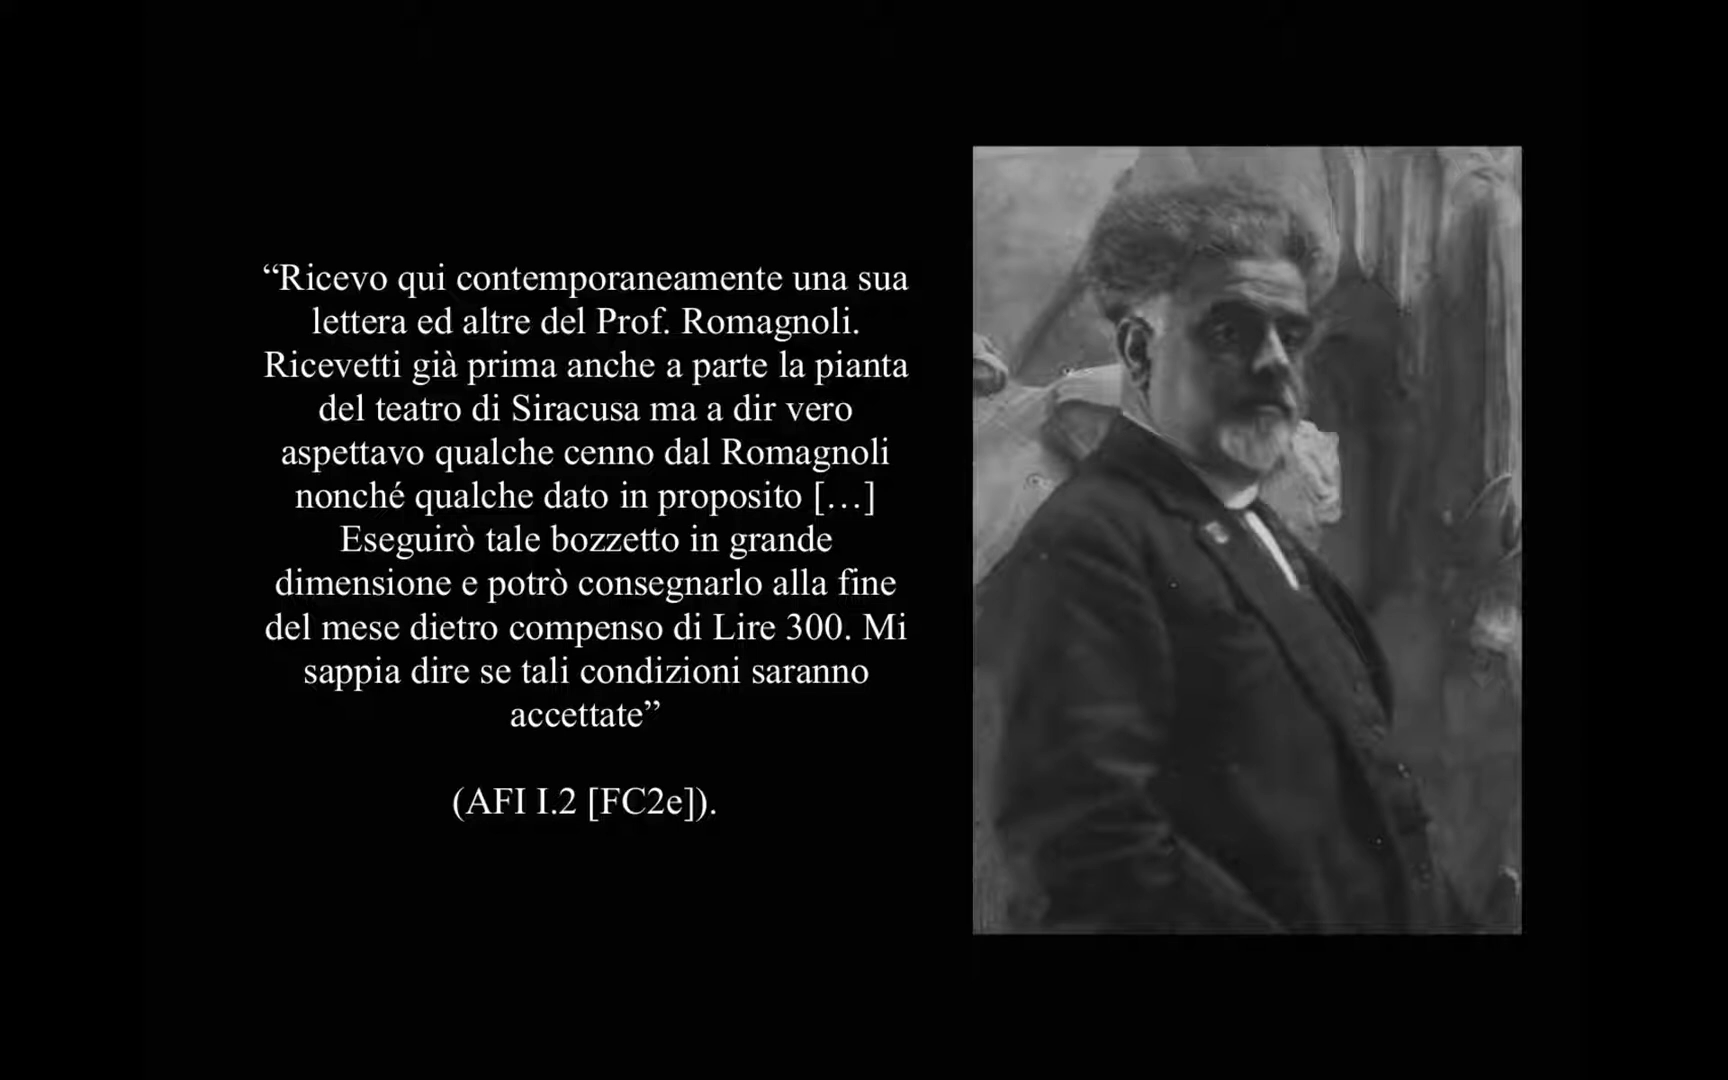 “Ricevo qui contemporaneamente una sua
lettera ed altre del Prof. Romagnoli.
Ricevetti già prima anche a parte la pianta
del teatro di Siracusa ma a dir vero
aspettavo qualche cenno dal Romagnoli
nonché qualche dato in proposito […]
Eseguirò tale bozzetto in grande
dimensione e potrò consegnarlo alla fine
del mese dietro compenso di Lire 300. Mi
sappia dire se tali condizioni saranno
accettate”
(AFI I.2 [FC2e]).